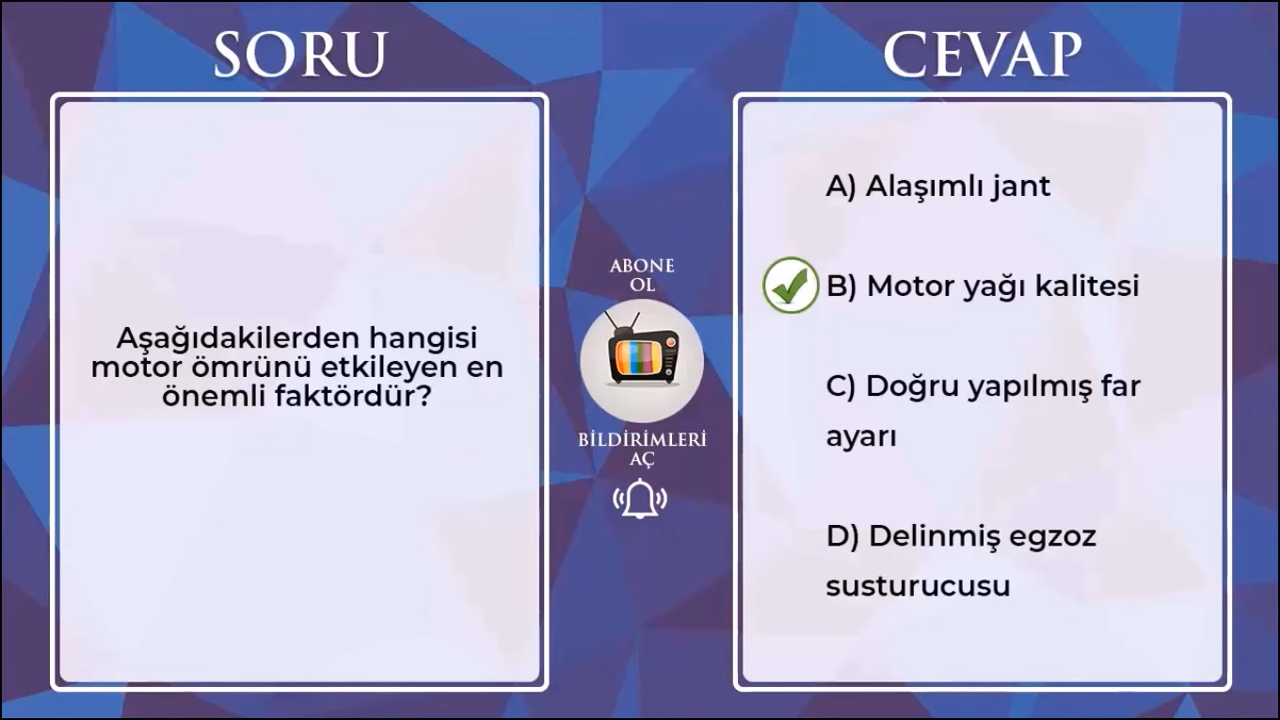 SORU
Aşağıdakilerden hangisi
motor ömrünü etkileyen en
önemli faktördür?
ABONE
OL
BİLDİRİMLERİ
AÇ
CEVAP
A) Alaşımlı jant
B) Motor yağı kalitesi
C) Doğru yapılmış far
ayarı
D) Delinmiş egzoz
susturucusu